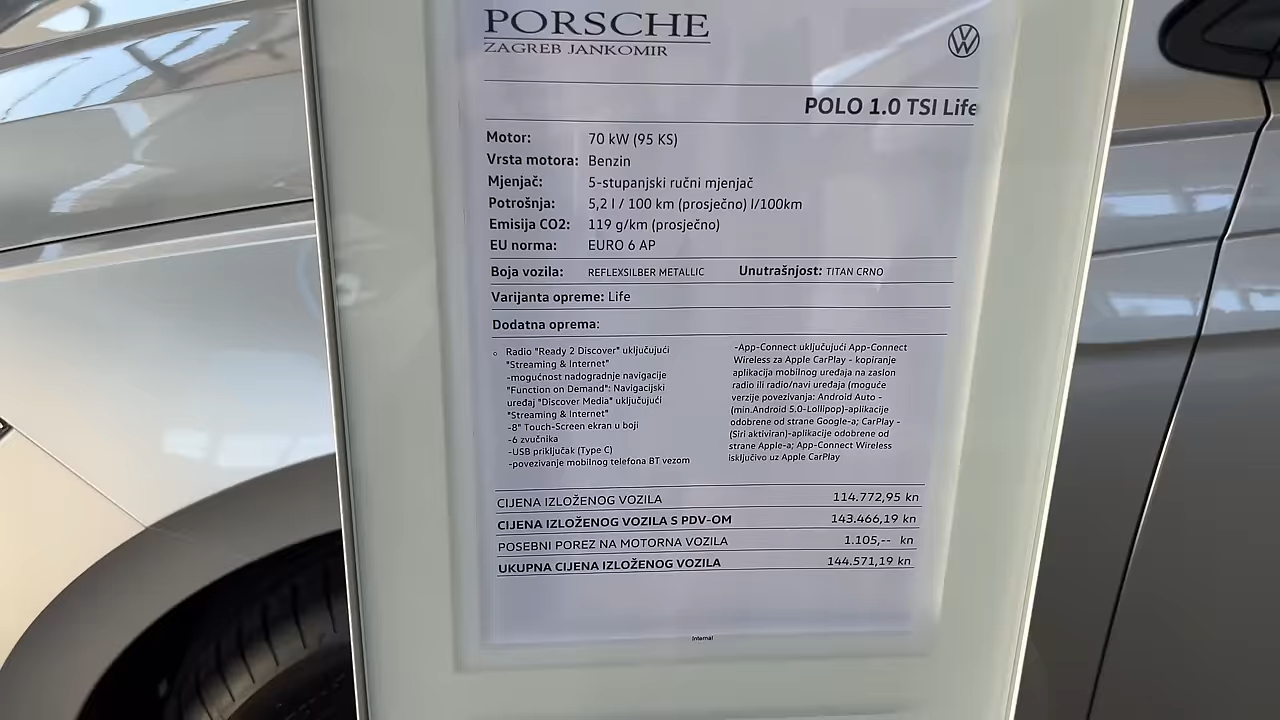 PORSCHE
ZAGREB JANKOMIR
POLO 1.0 TSI Life
Motor: 70 kW (95 KS)
Vrsta motora: Benzin
Mjenjač: 5-stupanjski ručni mjenjač
Potrošnja: 5,2 l / 100 km (prosječno) l/100km
Emisija CO2: 119 g/km (prosječno)
EU norma: EURO 6 AP
Boja vozila: REFLEXSILBER METALLIC Unutrašnjost: TITAN CRNO
Varijanta opreme: Life
Dodatna oprema:
Radio "Ready 2 Discover" uključujući
"Streaming & Internet"
-mogućnost nadogradnje navigacije
"Function on Demand": Navigacijski
uređaj "Discover Media" uključujući
"Streaming & Internet"
-8" Touch-Screen ekran u boji
-6 zvučnika
-USB priključak (Type C)
-povezivanje mobilnog telefona BT vezom
-App-Connect uključujući App-Connect
Wireless za Apple CarPlay - kopiranje
aplikacija mobilnog uređaja na zaslon
radio ili radio/navi uređaja (moguće
verzije povezivanja: Android Auto -
(min.Android 5.0-Lollipop)-aplikacije
odobrene od strane Google-a; CarPlay -
(Siri aktiviran)-aplikacije odobrene od
strane Apple-a; App-Connect Wireless
isključivo uz Apple CarPlay
CIJENA IZLOŽENOG VOZILA 114.772,95 kn
CIJENA IZLOŽENOG VOZILA S PDV-OM 143.466,19 kn
POSEBNI POREZ NA MOTORNA VOZILA 1.105,-- kn
UKUPNA CIJENA IZLOŽENOG VOZILA 144.571,19 kn
Internal